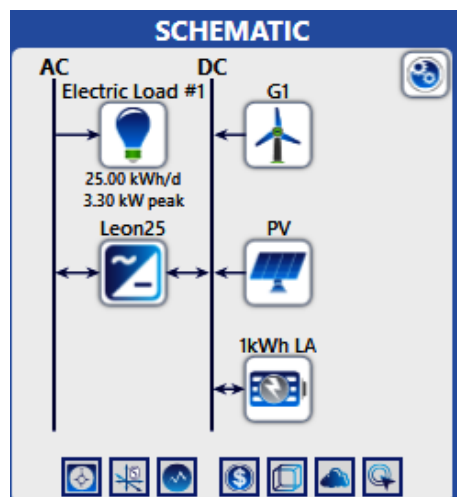 SCHEMATIC
AC DC
Electric Load #1 G1
25.00 kWh/d
3.30 kW peak
Leon25 PV
1kWh LA